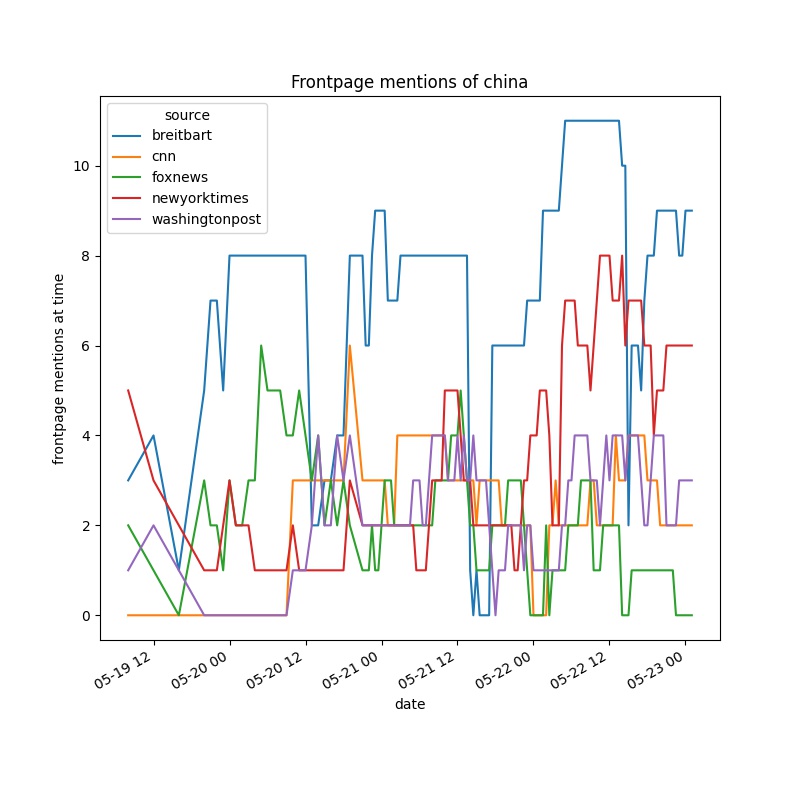 Frontpage mentions of china
source
breitbart
cnn
foxnews
newyorktimes
washingtonpost
frontpage mentions at time
10
8
6
4
2
0
05-19 12
05-20 00
05-20 12
05-21 00
05-21 12
05-22 00
05-22 12
05-23 00
date